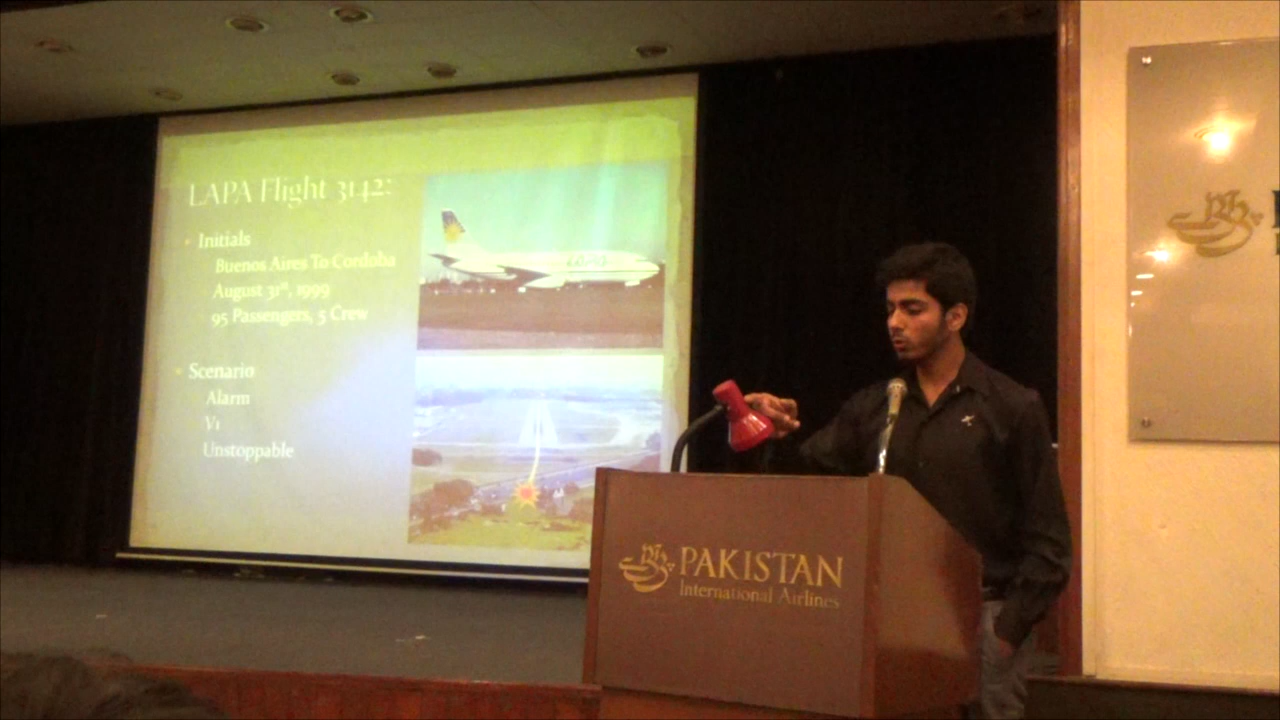 LAPA Flight 3142:
Initials
Buenos Aires To Cordoba
August 31st, 1999
95 Passengers, 5 Crew
Scenario
Alarm
V1
Unstoppable
PAKISTAN
International Airlines